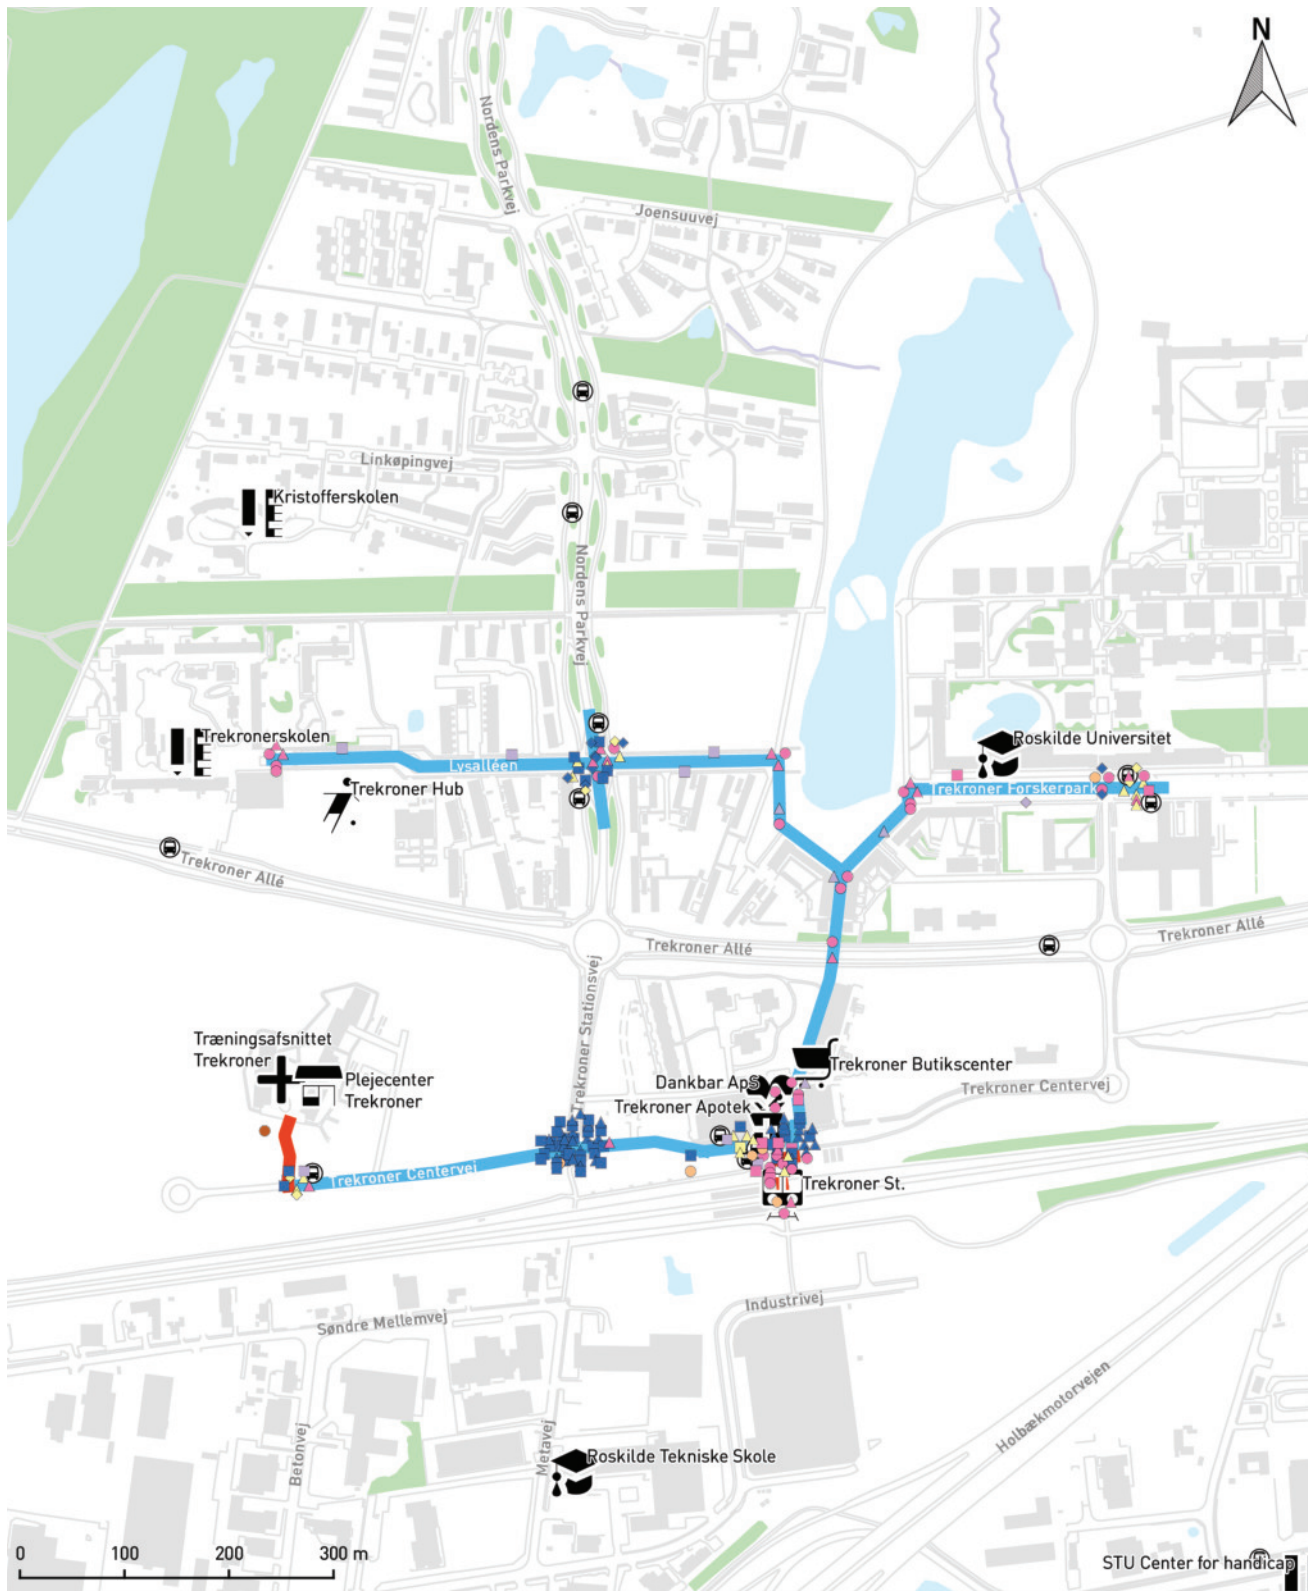 N
Nordens Parkvej
Joensuuvej
Linkøpingvej
Kristofferskolen
Nordens Parkvej
Trekronerskolen
Roskilde Universitet
Lysalléen
Trekroner Hub
Trekroner Forskerpark
Trekroner Allé
Trekroner Allé
Trekroner Allé
Trekroner Stationsvej
Træningsafsnittet
Trekroner
Plejecenter
Trekroner
Trekroner Butikscenter
Dankbar ApS
Trekroner Centervej
Trekroner Apotek
Trekroner Centervej
Trekroner St.
Industrivej
Søndre Mellemvej
Holbækmotorvejen
Betonvej
Metavej
Roskilde Tekniske Skole
0 100 200 300 m
STU Center for handicap